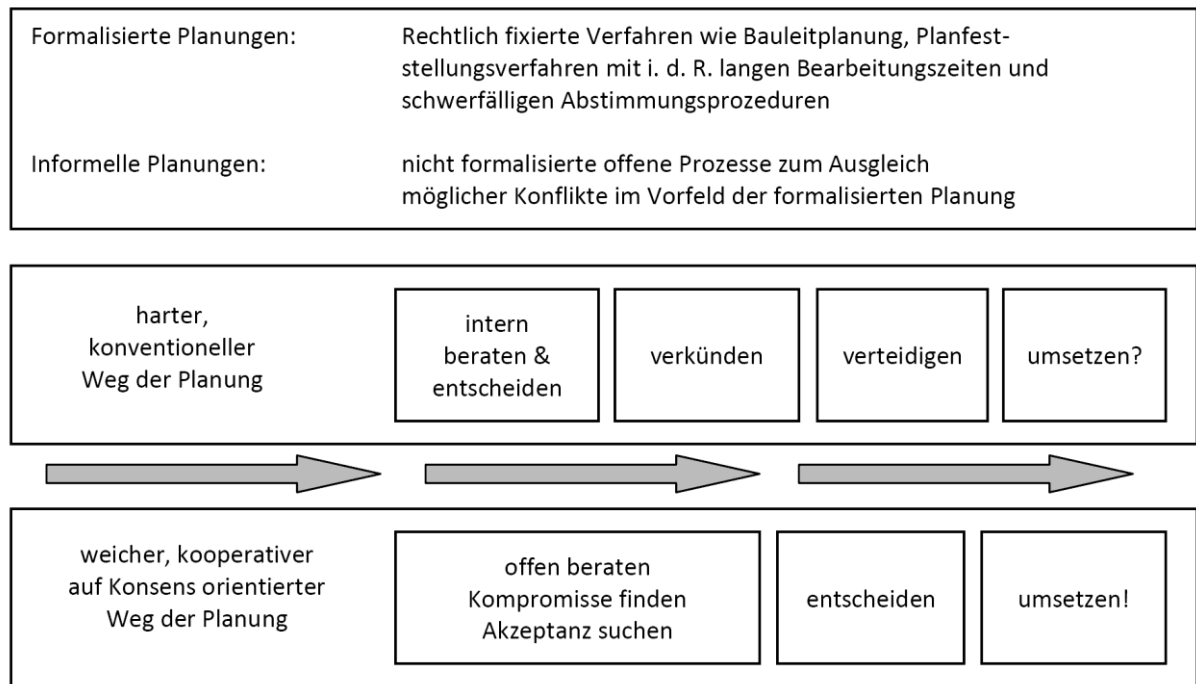 Formalisierte Planungen: Rechtlich fixierte Verfahren wie Bauleitplanung, Planfest-
stellungsverfahren mit i. d. R. langen Bearbeitungszeiten und
schwerfälligen Abstimmungsprozeduren
Informelle Planungen: nicht formalisierte offene Prozesse zum Ausgleich
möglicher Konflikte im Vorfeld der formalisierten Planung
harter,
konventioneller
Weg der Planung
intern
beraten &
entscheiden
verkünden
verteidigen
umsetzen?
weicher, kooperativer
auf Konsens orientierter
Weg der Planung
offen beraten
Kompromisse finden
Akzeptanz suchen
entscheiden
umsetzen!